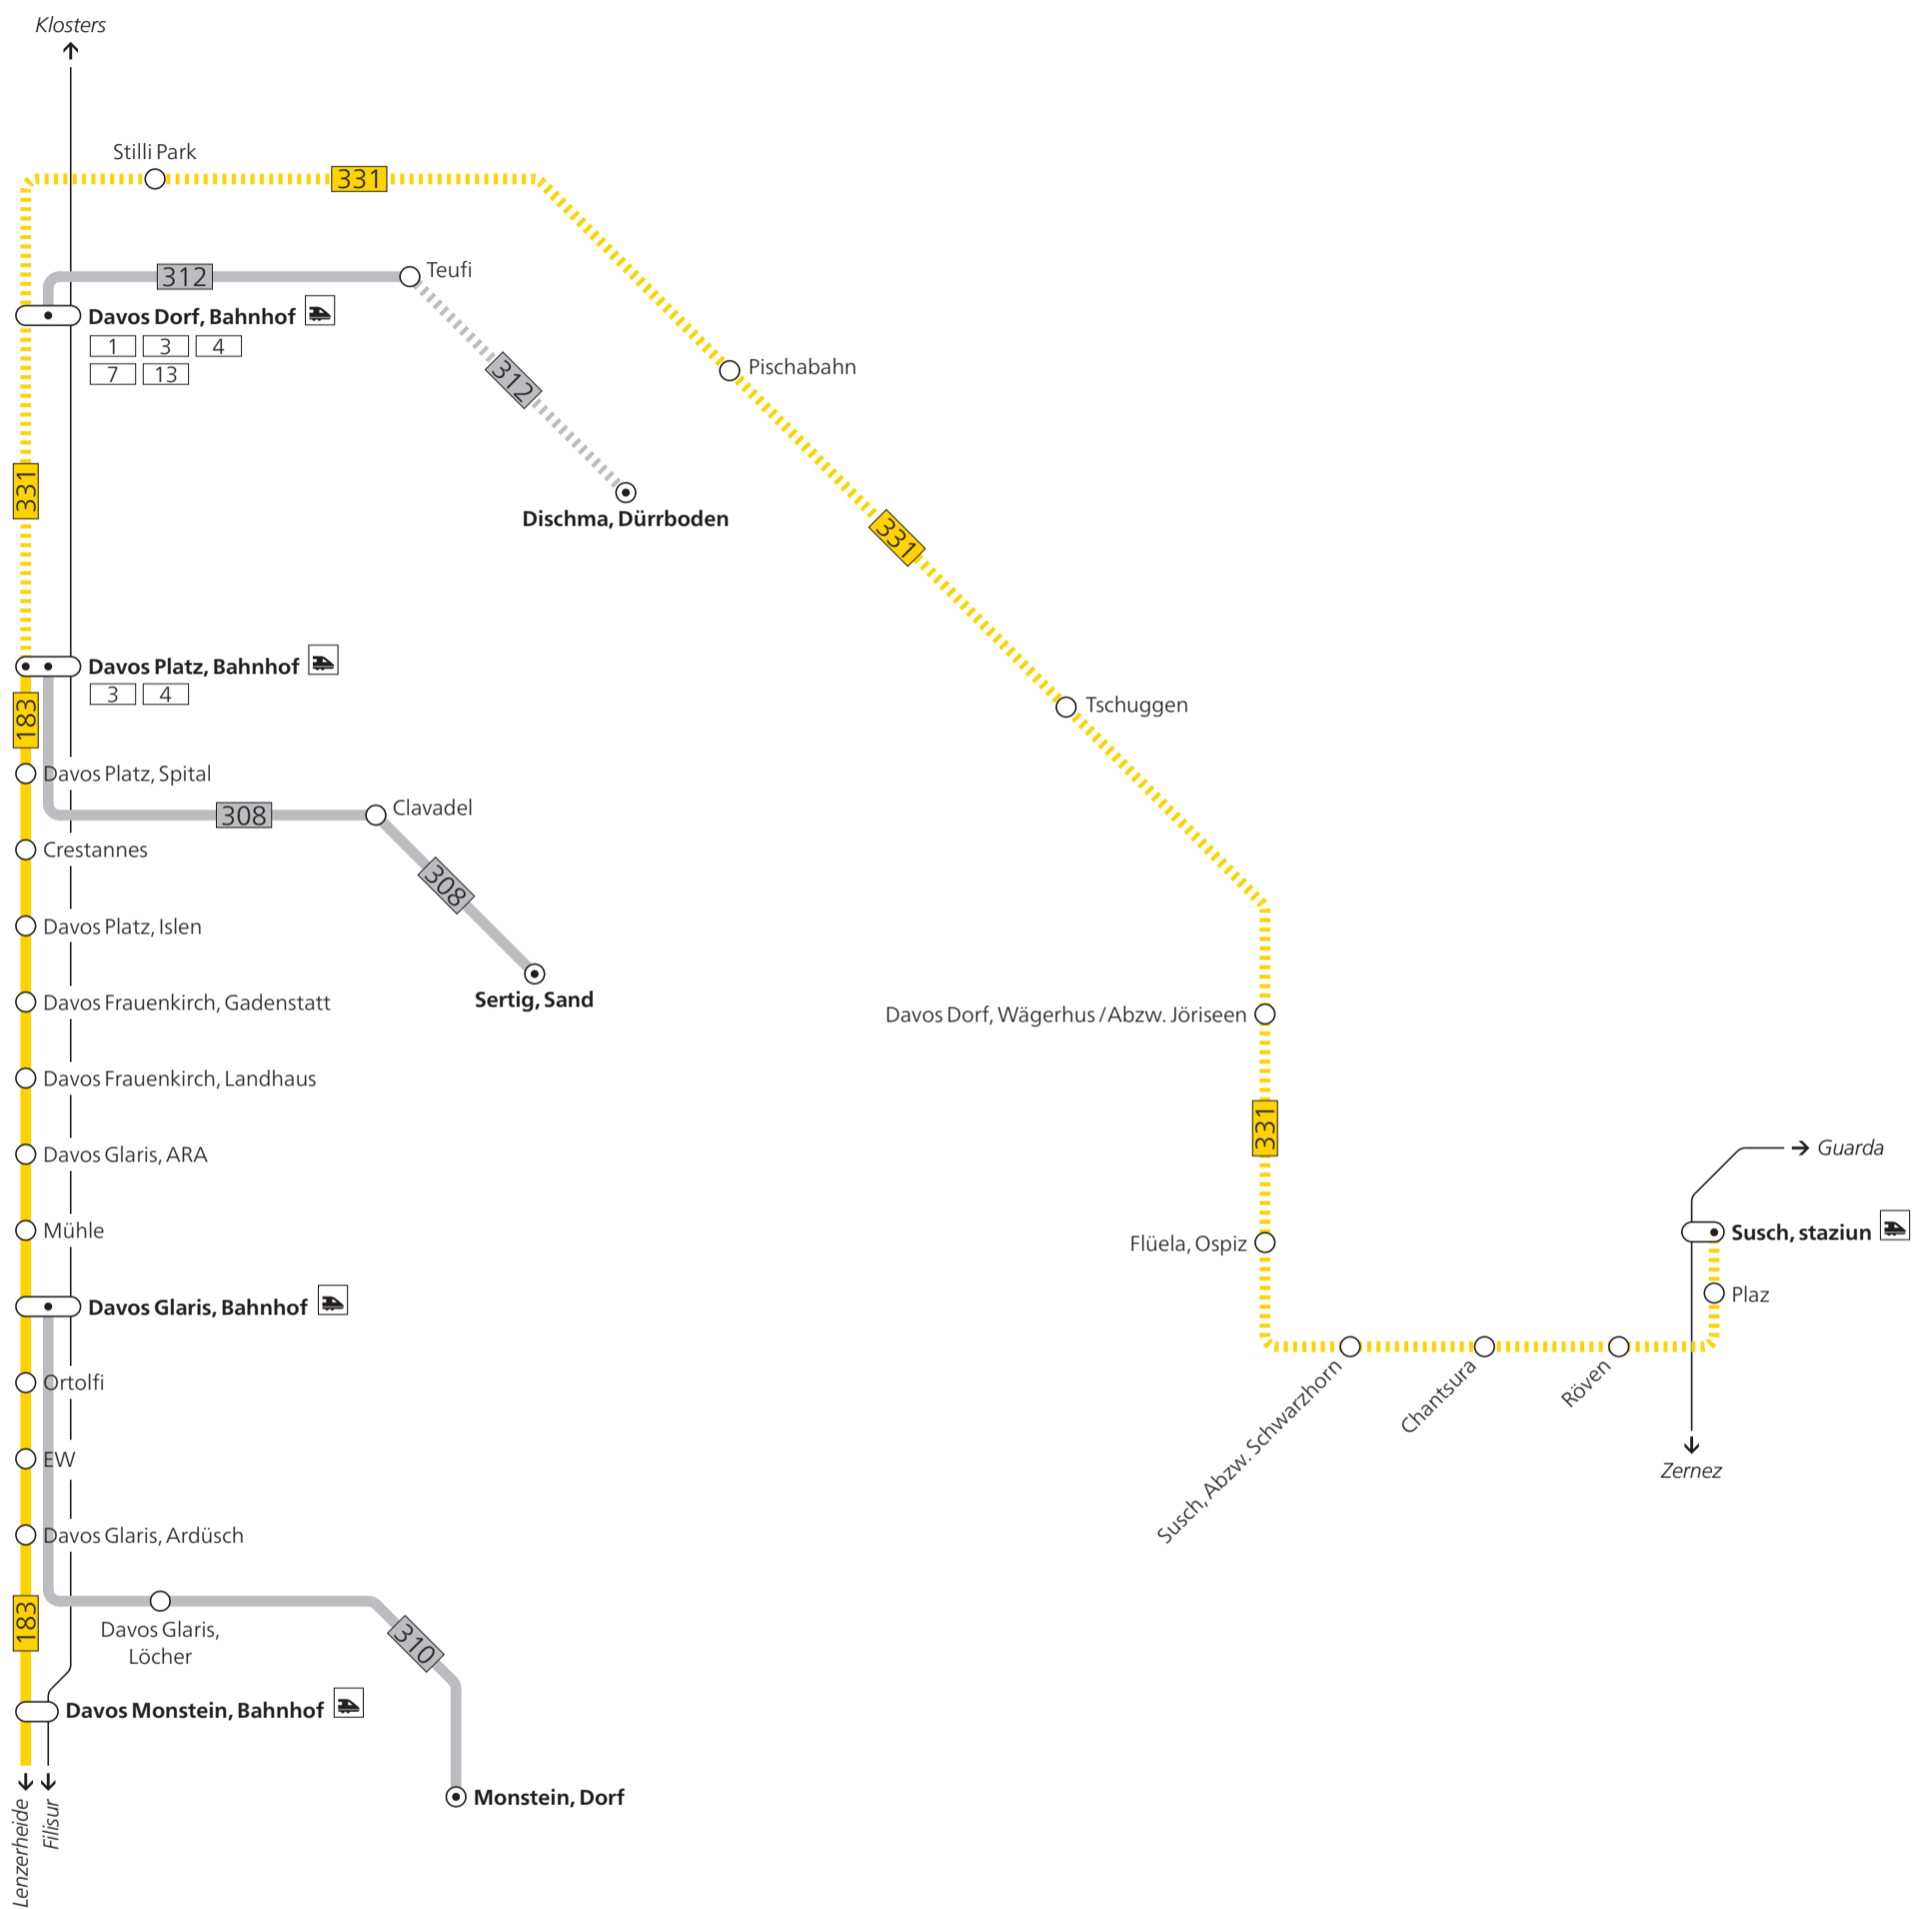 Klosters
Stilli Park
331
312
Teufi
Davos Dorf, Bahnhof
1 3 4
7 13
Pischabahn
312
331
Dischma, Dürrboden
331
Davos Platz, Bahnhof
3 4
183
Tschuggen
Davos Platz, Spital
308
Clavadel
Crestannes
308
Davos Platz, Islen
Sertig, Sand
Davos Frauenkirch, Gadenstatt
Davos Dorf, Wägerhus / Abzw. Jöriseen
Davos Frauenkirch, Landhaus
331
Davos Glaris, ARA
Guarda
Mühle
Flüela, Ospiz
Susch, staziun
Plaz
Davos Glaris, Bahnhof
Susch, Abzw. Schwarzhorn
Chantsura
Röven
Zernez
Ortolfi
EW
Davos Glaris, Ardüsch
183
Davos Glaris,
Löcher
310
Davos Monstein, Bahnhof
Monstein, Dorf
Lenzerheide
Filisur